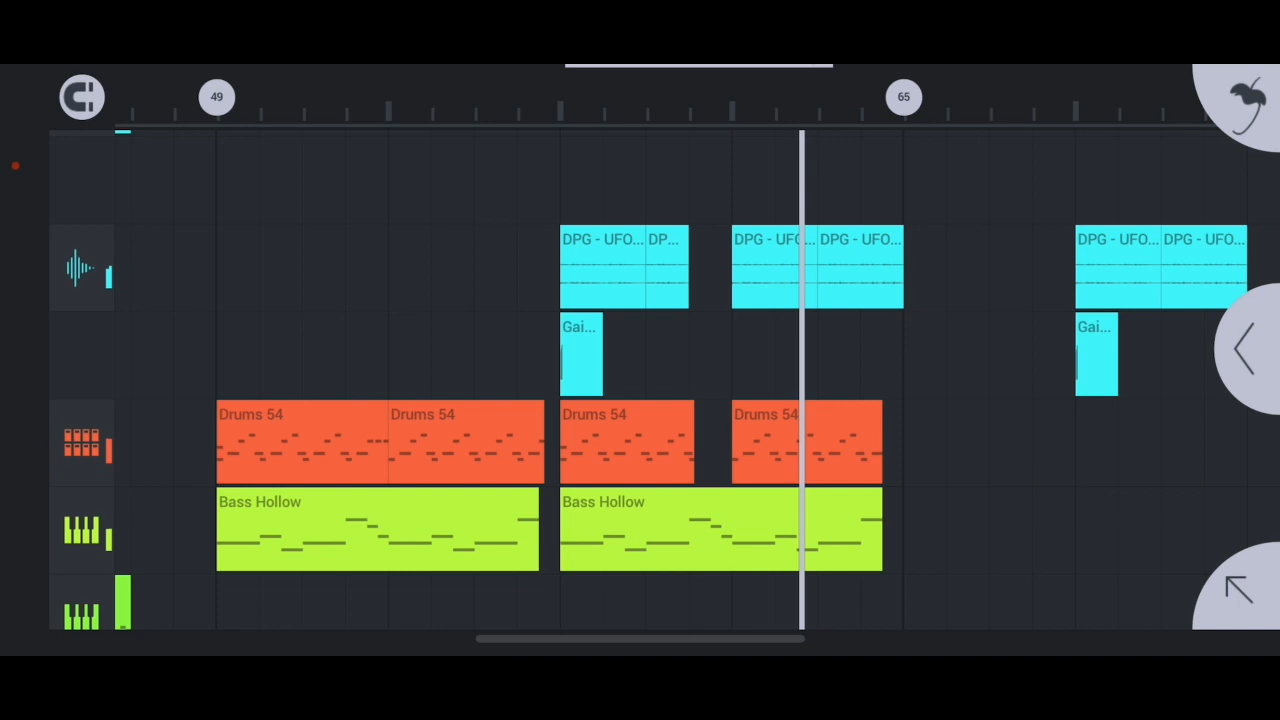 49
65
DPG - UFO...
DP...
DPG - UFO...
DPG - UFO...
DPG - UFO...
DPG - UFO...
Gai...
Gai...
Drums 54
Drums 54
Drums 54
Drums 54
Bass Hollow
Bass Hollow